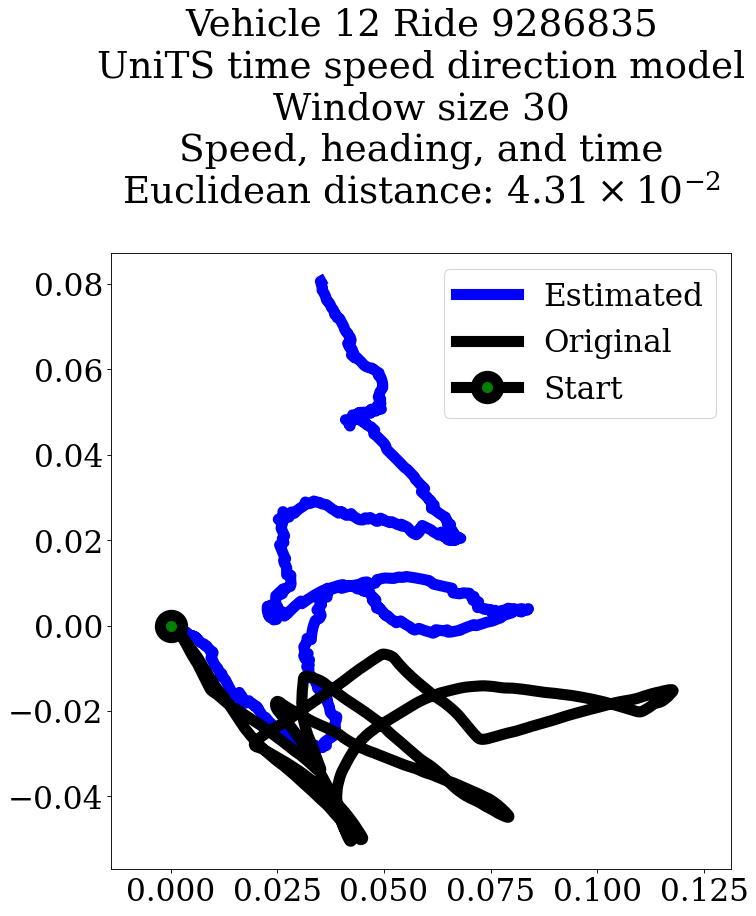 Vehicle 12 Ride 9286835
UniTS time speed direction model
Window size 30
Speed, heading, and time
Euclidean distance: 4.31 × 10⁻²
Estimated
Original
Start
0.08
0.06
0.04
0.02
0.00
−0.02
−0.04
0.000 0.025 0.050 0.075 0.100 0.125